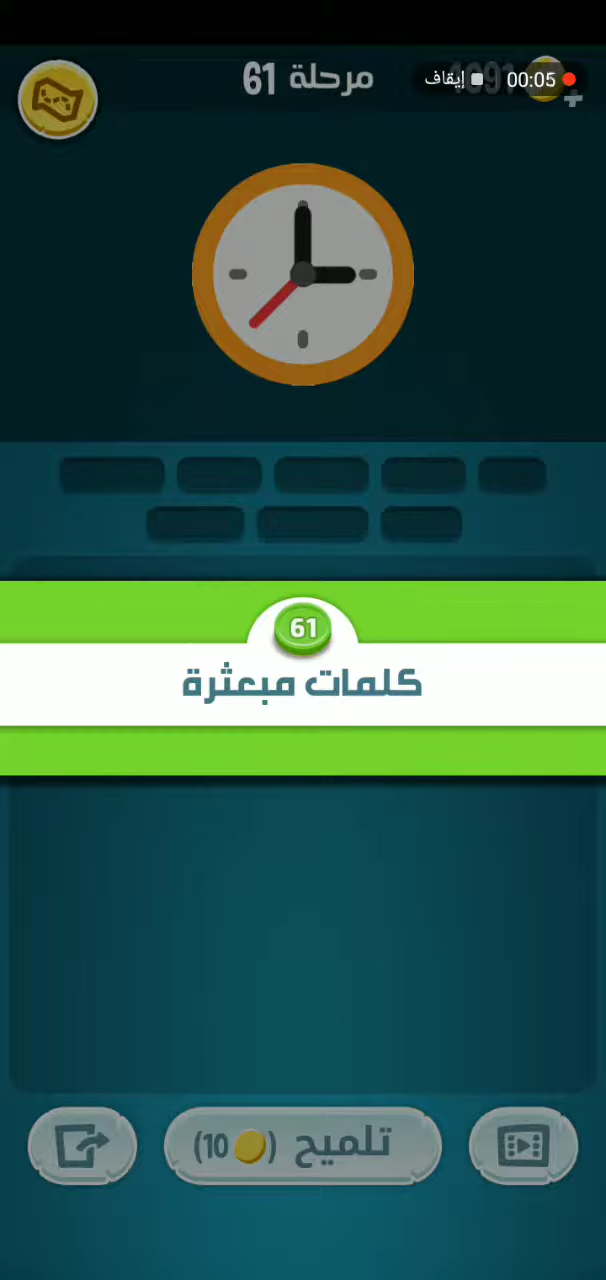 مرحلة 61
إيقاف 00:05
61
كلمات مبعثرة
تلميح (10)